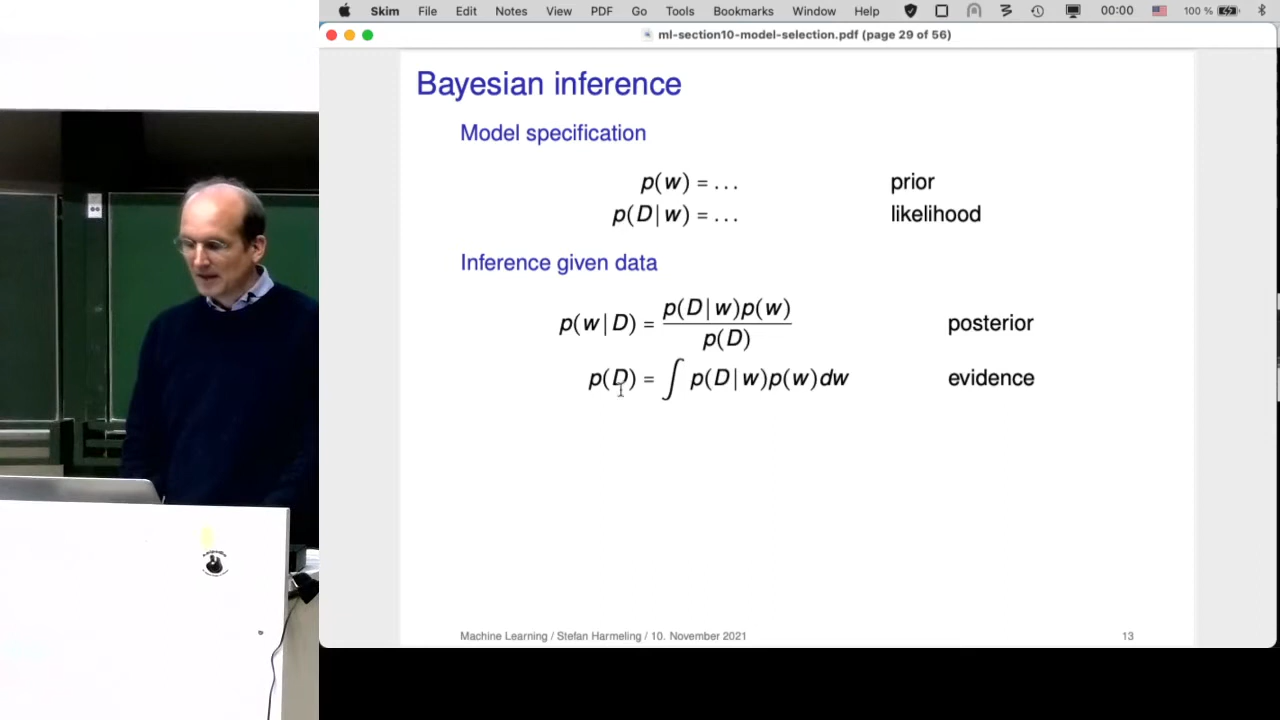 Skim File Edit Notes View PDF Go Tools Bookmarks Window Help 00:00 100 %
ml-section10-model-selection.pdf (page 29 of 56)
Bayesian inference
Model specification
p(w) = ... prior
p(D|w) = ... likelihood
Inference given data
p(w|D) = p(D|w)p(w) / p(D) posterior
p(D) = ∫ p(D|w)p(w)dw evidence
Machine Learning / Stefan Harmeling / 10. November 2021 13